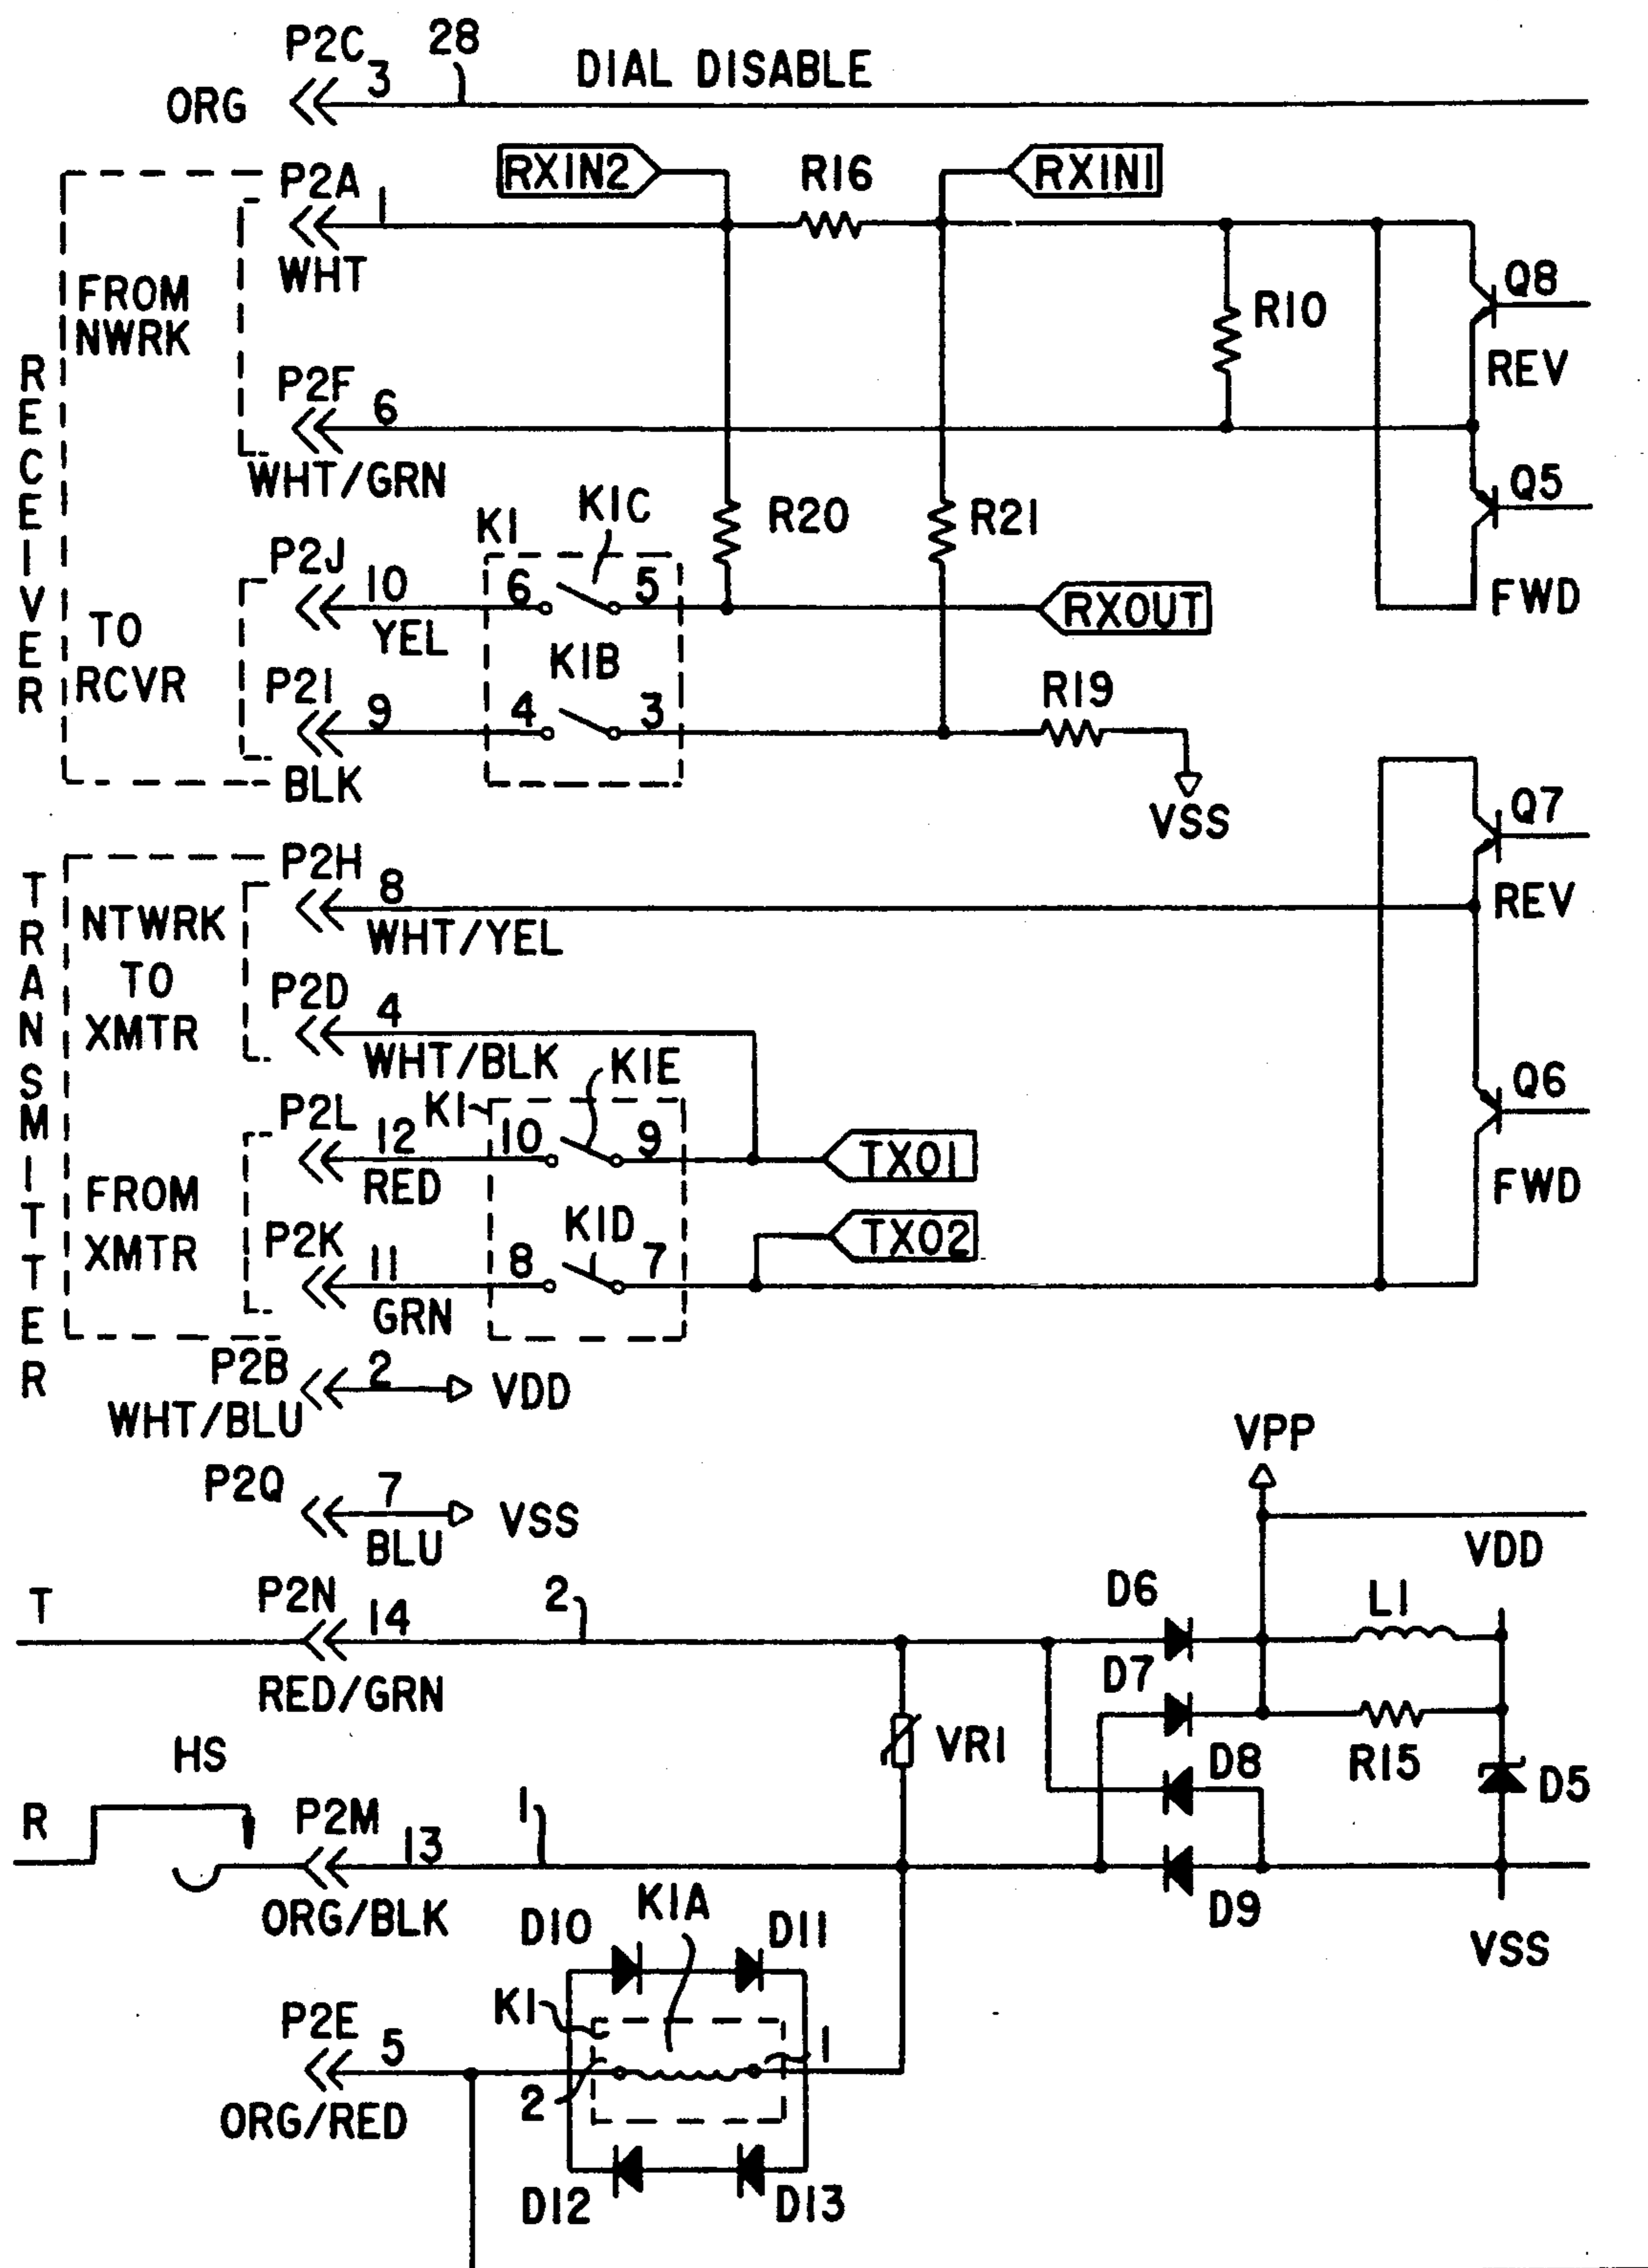 P2C 3 28 DIAL DISABLE
ORG
RECEIVER
P2A 1 RXIN2 R16 RXIN1
WHT
FROM
NWRK
R10 Q8
REV
P2F 6
WHT/GRN
K1 K1C R20 R21 Q5
FWD
P2J 10 6 5 RXOUT
YEL
TO
RCVR
K1B
P2I 9 4 3 R19
BLK
VSS
TRANSMITTER
P2H 8 Q7
REV
WHT/YEL
NTWRK
TO
XMTR
P2D 4
WHT/BLK
K1E Q6
FWD
P2L 12 K1 10 9 TXO1
RED
FROM
XMTR
K1D TXO2
P2K 11 8 7
GRN
P2B 2 VDD
WHT/BLU
VPP
P2Q 7 VSS
BLU
VDD
T P2N 14 2 D6 L1
RED/GRN
D7
VR1
HS
D8 R15 D5
R P2M 13 1
ORG/BLK
D9
VSS
D10 K1A D11
K1
P2E 5 1
2
ORG/RED
D12 D13